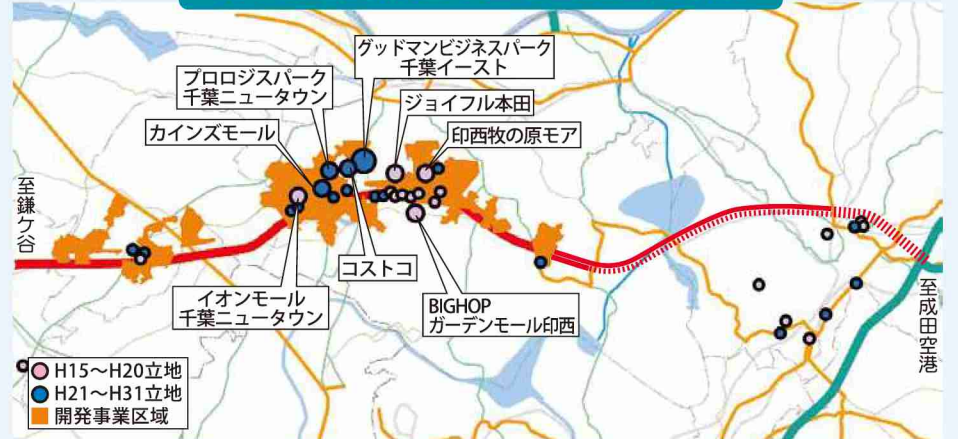 グッドマンビジネスパーク
千葉イースト
プロロジスパーク
千葉ニュータウン
ジョイフル本田
カインズモール
印西牧の原モア
至鎌ケ谷
コストコ
イオンモール
千葉ニュータウン
BIGHOP
ガーデンモール印西
至成田空港
H15～H20立地
H21～H31立地
開発事業区域